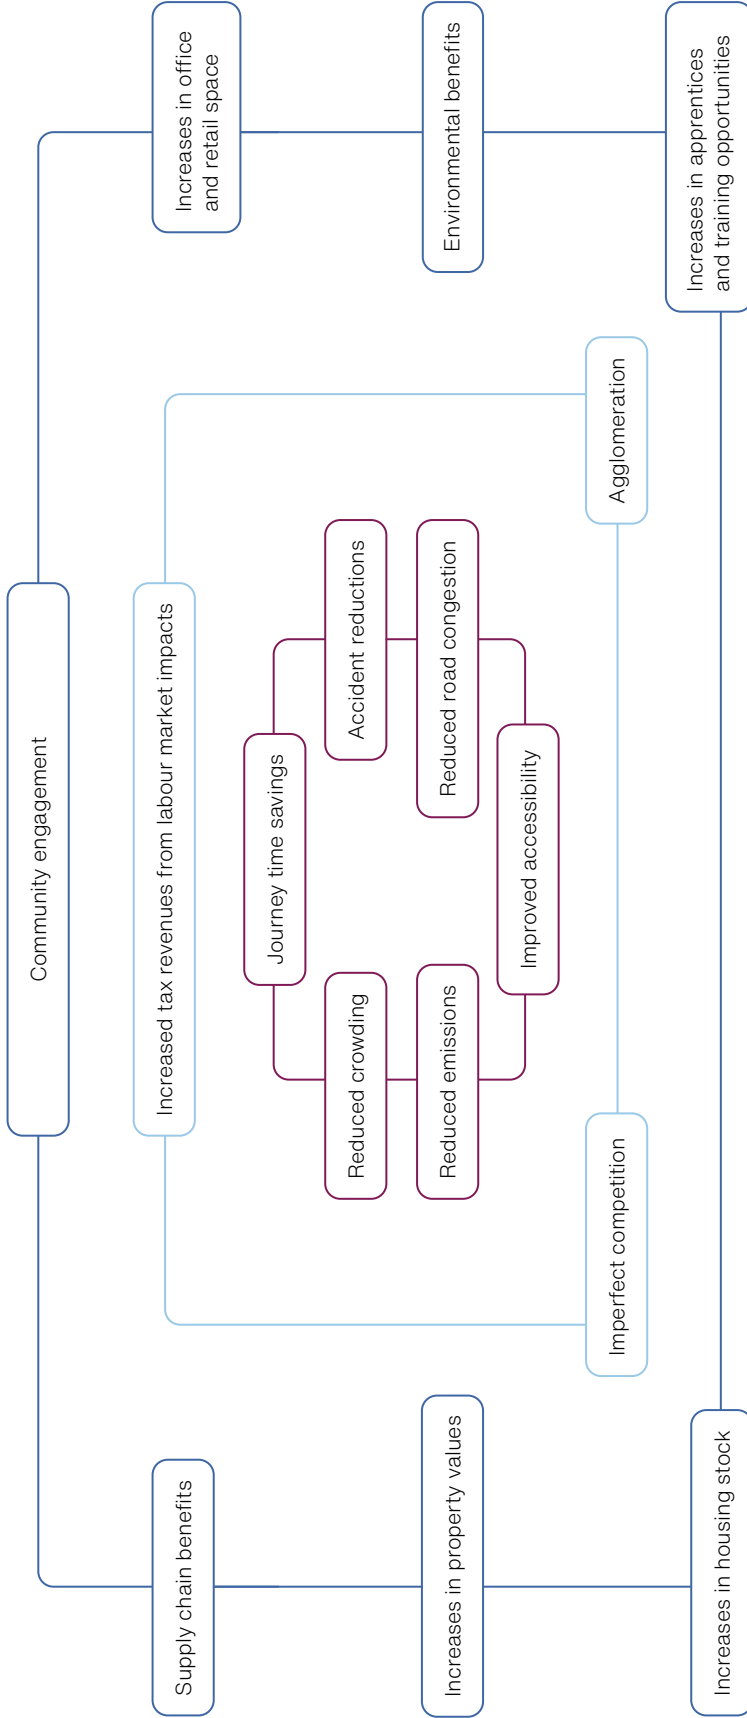 Community engagement
Supply chain benefits
Increases in office
and retail space
Increased tax revenues from labour market impacts
Journey time savings
Reduced crowding
Accident reductions
Increases in property values
Reduced emissions
Reduced road congestion
Environmental benefits
Improved accessibility
Imperfect competition
Agglomeration
Increases in housing stock
Increases in apprentices
and training opportunities